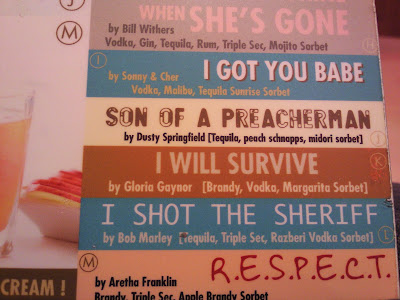 J
WHEN SHE'S GONE
M
by Bill Withers
Vodka, Gin, Tequila, Rum, Triple Sec, Mojito Sorbet
I GOT YOU BABE
by Sonny & Cher
Vodka, Malibu, Tequila Sunrise Sorbet
SON OF A PREACHERMAN
by Dusty Springfield [Tequila, peach schnapps, midori sorbet]
I WILL SURVIVE
by Gloria Gaynor [Brandy, Vodka, Margarita Sorbet]
I SHOT THE SHERIFF
by Bob Marley [Tequila, Triple Sec, Razberi Vodka Sorbet]
M
R.E.S.P.E.C.T.
by Aretha Franklin
CREAM !
Brandy, Triple Sec, Apple Brandy Sorbet